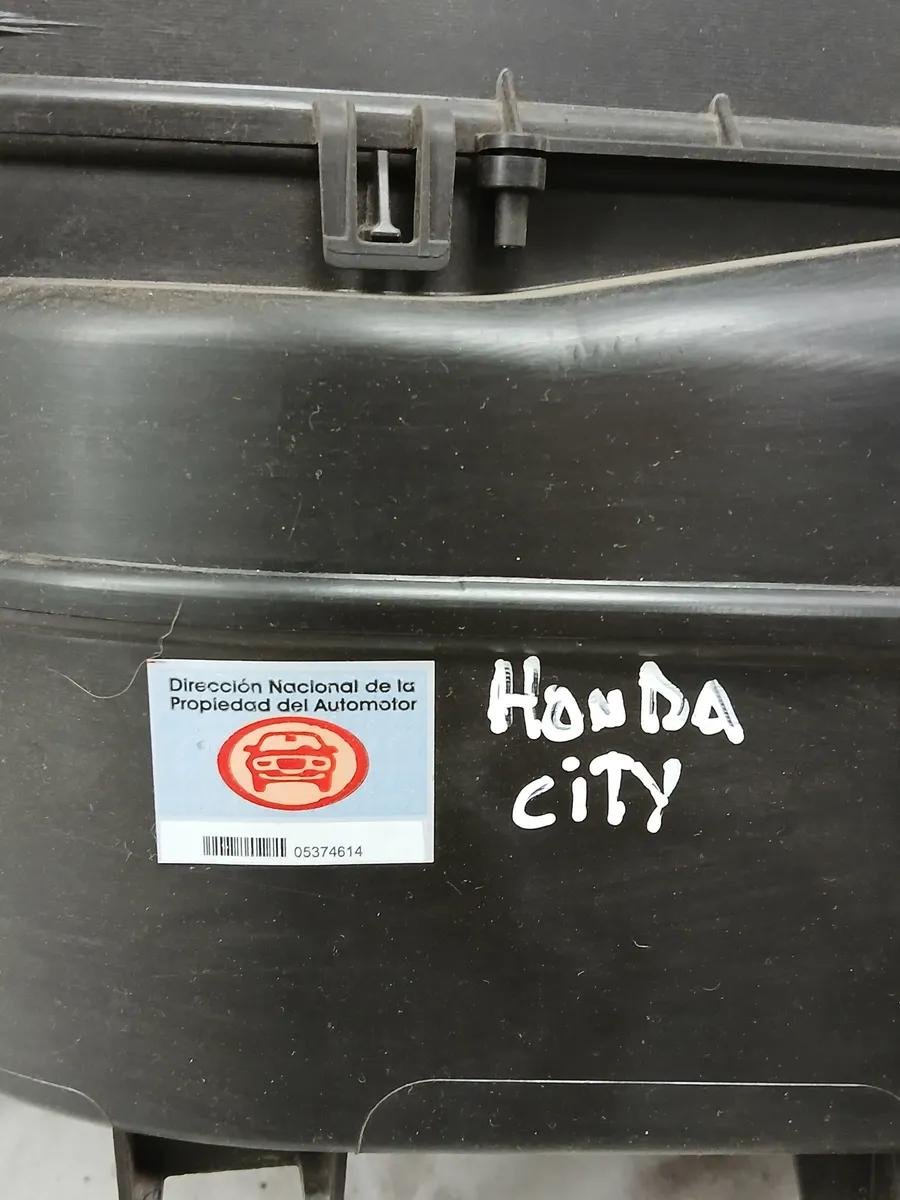 Dirección Nacional de la
Propiedad del Automotor
05374614
HONDA
CiTY